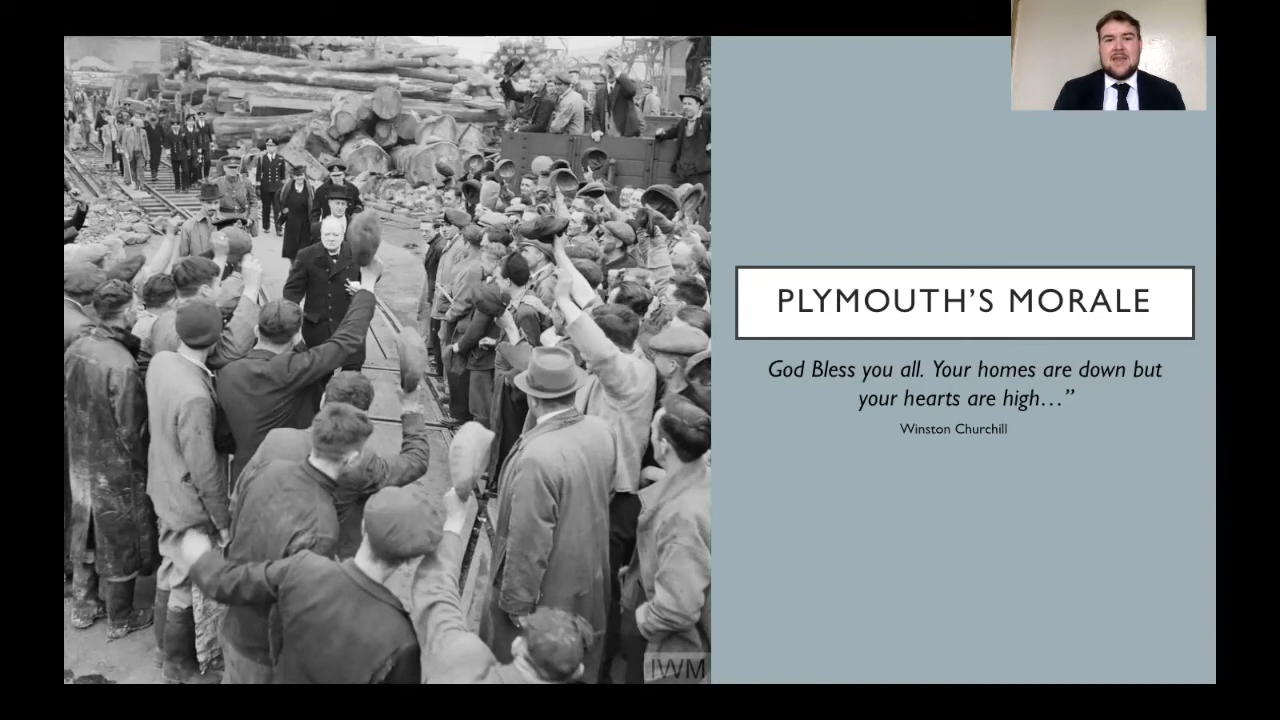 PLYMOUTH’S MORALE
God Bless you all. Your homes are down but
your hearts are high…”
Winston Churchill
IWM